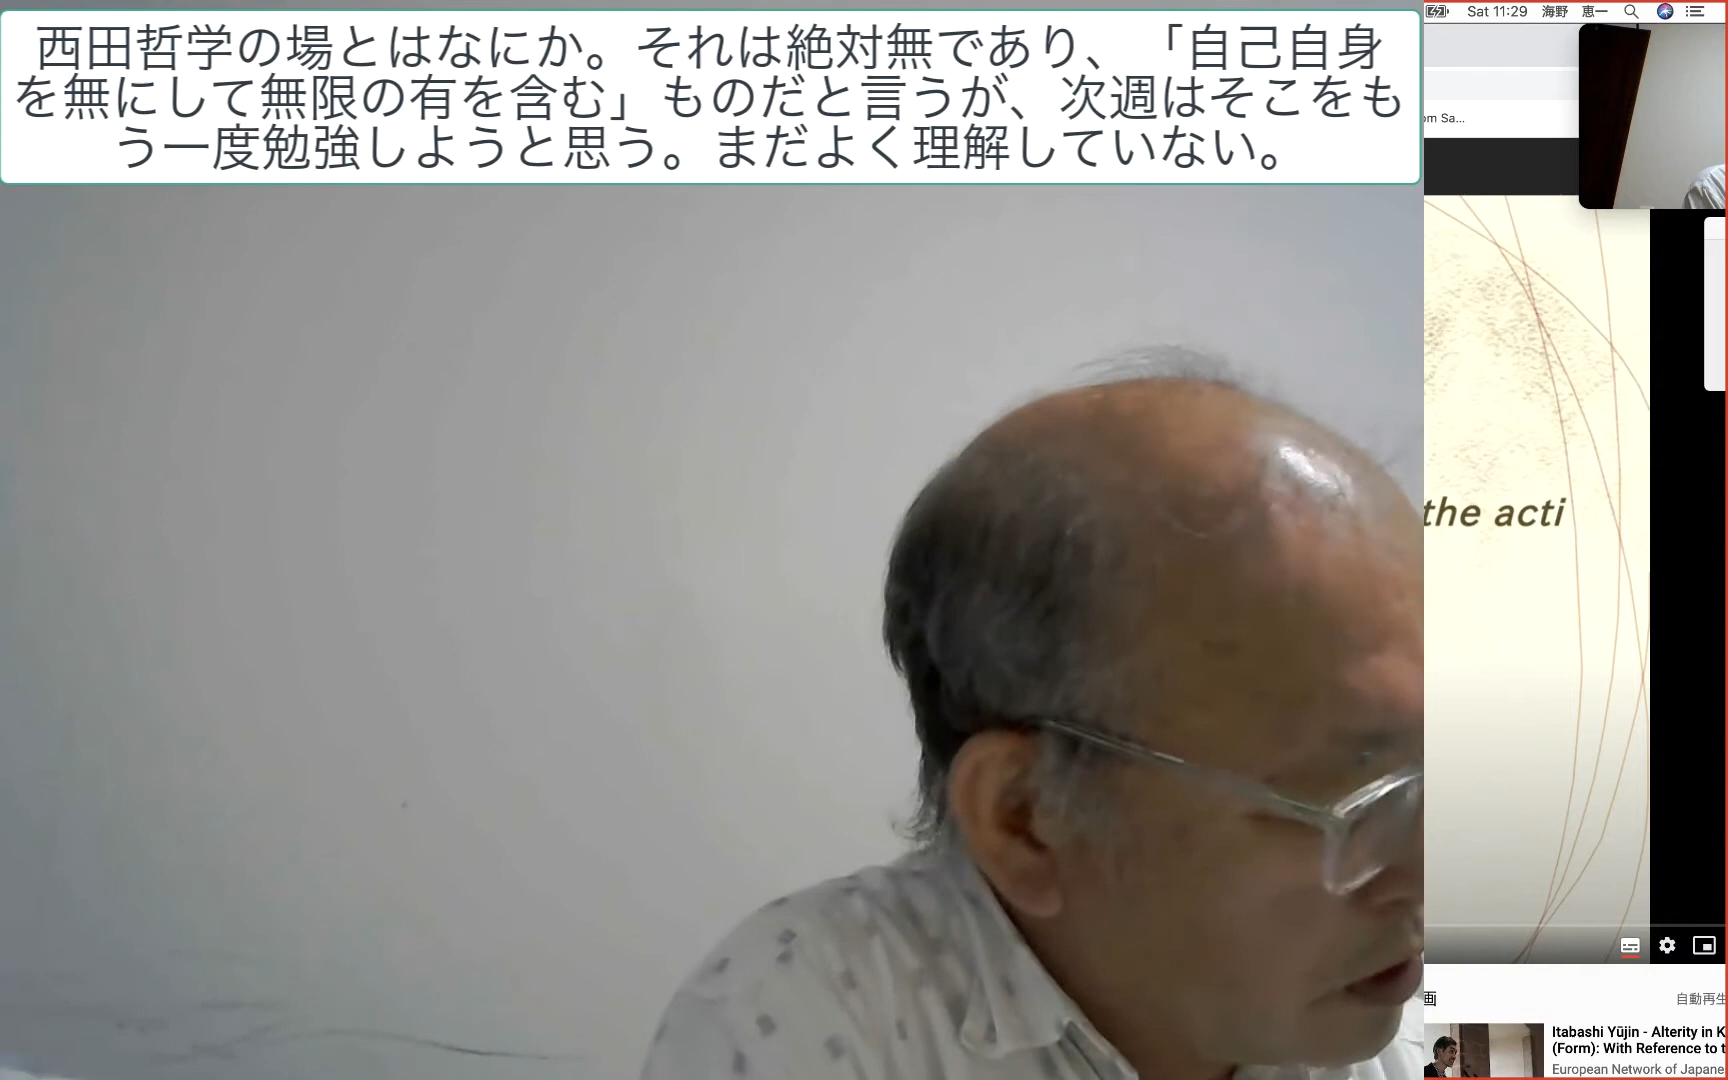 西田哲学の場とはなにか。それは絶対無であり、「自己自身
を無にして無限の有を含む」ものだと言うが、次週はそこをも
う一度勉強しようと思う。まだよく理解していない。
Sat 11:29 海野 恵一
om Sa...
the acti
画
自動再生
Itabashi Yūjin - Alterity in K
(Form): With Reference to t
European Network of Japane